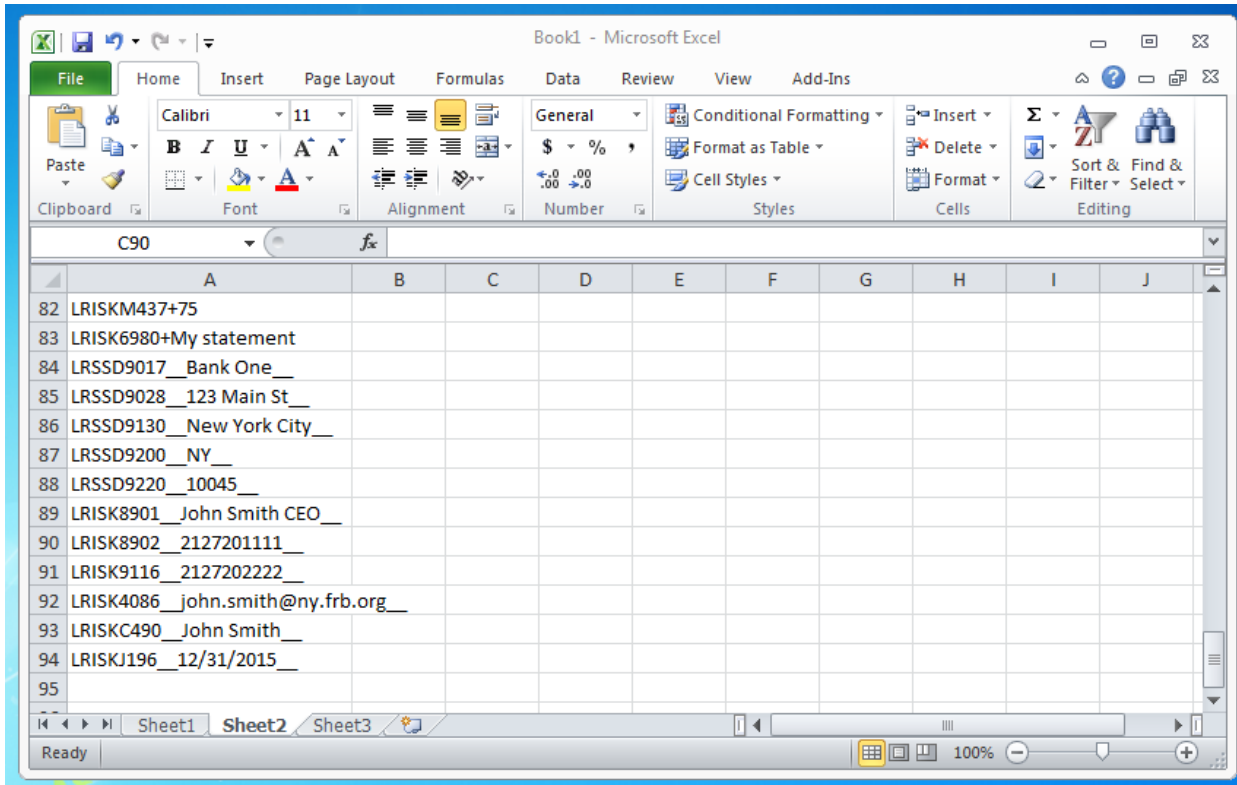 Book1 - Microsoft Excel
File Home Insert Page Layout Formulas Data Review View Add-Ins
Calibri 11 General Conditional Formatting Insert Σ
Paste B I U A A $ % , Format as Table Delete Sort & Filter Find & Select
.0 .00 .00 .0 Cell Styles Format
Clipboard Font Alignment Number Styles Cells Editing
C90 fx
A B C D E F G H I J
82 LRISKM437+75
83 LRISK6980+My statement
84 LRSSD9017__Bank One__
85 LRSSD9028__123 Main St__
86 LRSSD9130__New York City__
87 LRSSD9200__NY__
88 LRSSD9220__10045__
89 LRISK8901__John Smith CEO__
90 LRISK8902__2127201111__
91 LRISK9116__2127202222__
92 LRISK4086__john.smith@ny.frb.org__
93 LRISKC490__John Smith__
94 LRISKJ196__12/31/2015__
95
Sheet1 Sheet2 Sheet3
Ready 100%